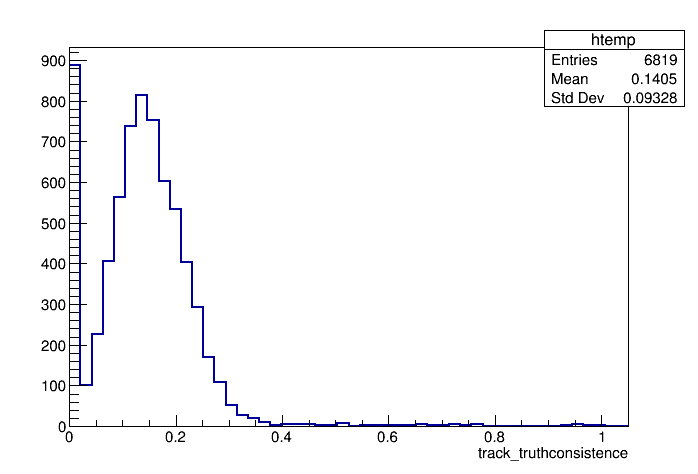 htemp
Entries 6819
Mean 0.1405
Std Dev 0.09328
900
800
700
600
500
400
300
200
100
0
0 0.2 0.4 0.6 0.8 1
track_truthconsistence